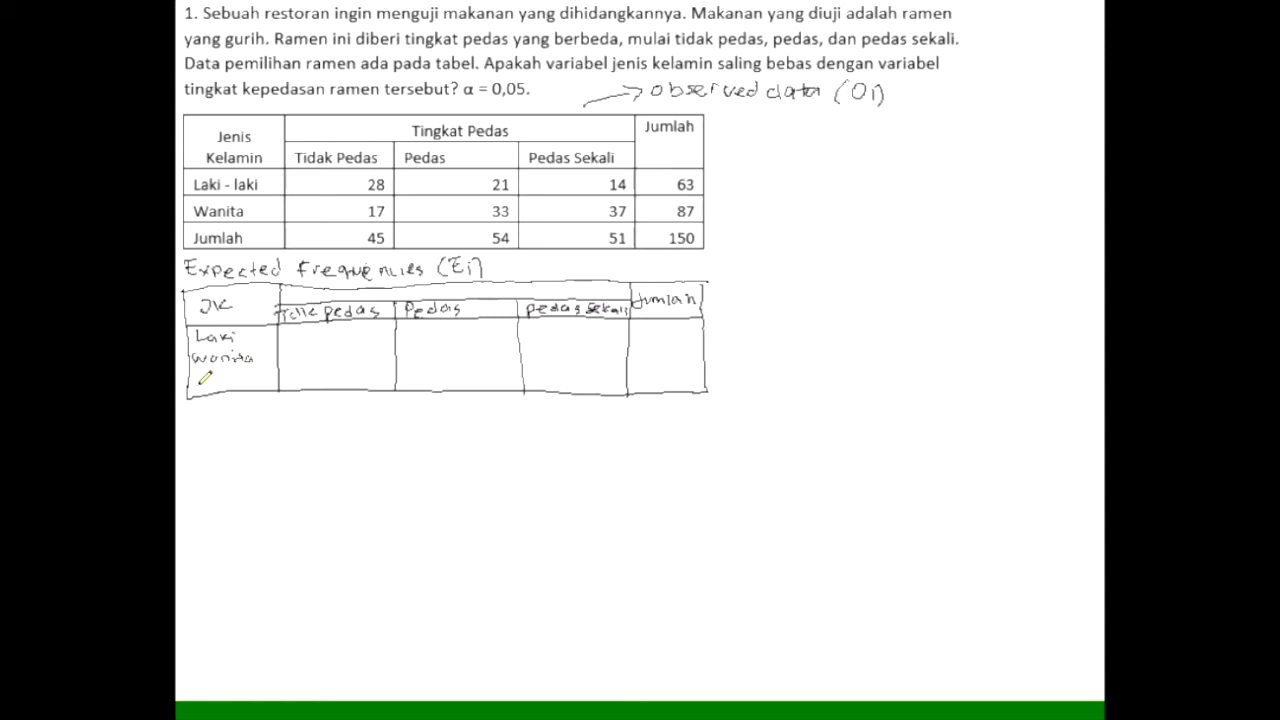 1. Sebuah restoran ingin menguji makanan yang dihidangkannya. Makanan yang diuji adalah ramen
yang gurih. Ramen ini diberi tingkat pedas yang berbeda, mulai tidak pedas, pedas, dan pedas sekali.
Data pemilihan ramen ada pada tabel. Apakah variabel jenis kelamin saling bebas dengan variabel
tingkat kepedasan ramen tersebut? α = 0,05.
observed data (Oi)
Jenis Kelamin Tingkat Pedas Jumlah
Tidak Pedas Pedas Pedas Sekali
Laki - laki 28 21 14 63
Wanita 17 33 37 87
Jumlah 45 54 51 150
Expected Frequencies (Ei)
JK Jumlah
pedas Pedas pedas sekali
Laki
Wanita